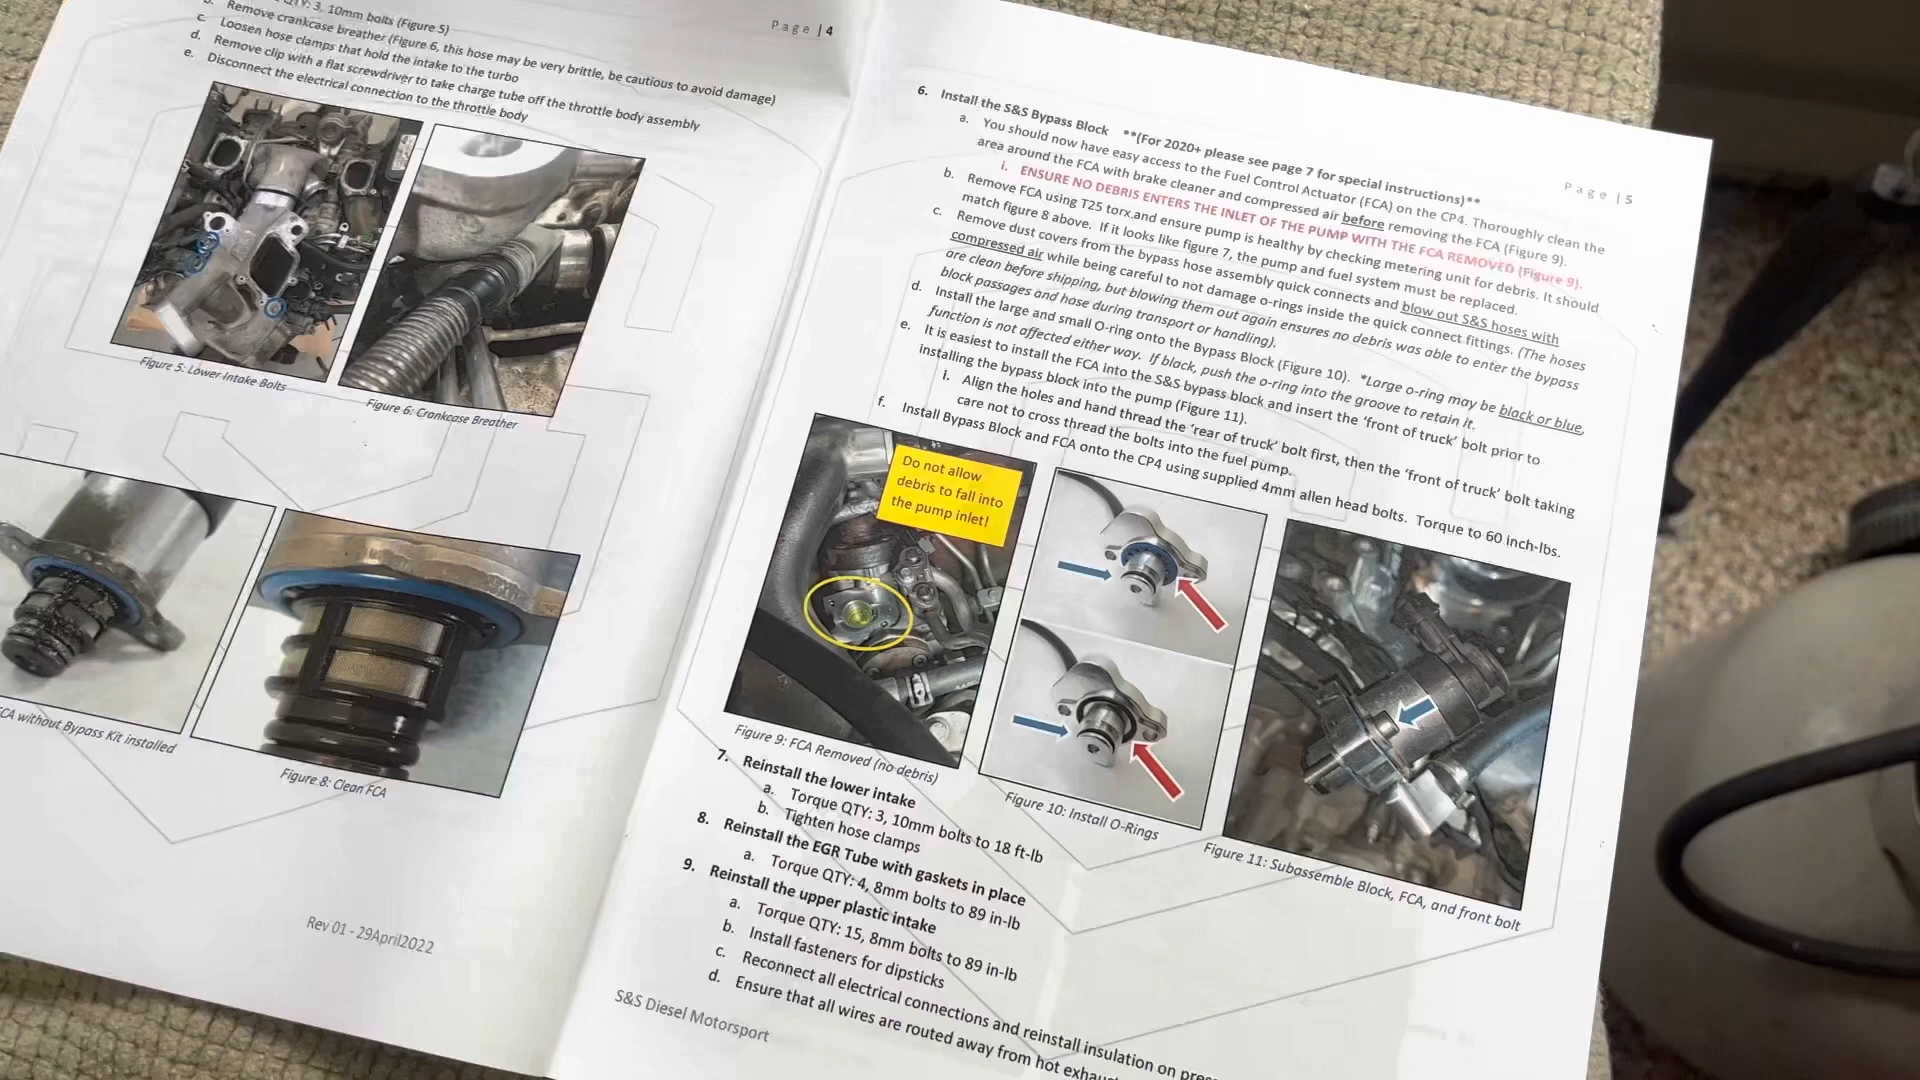 QTY: 3, 10mm bolts (Figure 5)
Remove crankcase breather (Figure 6, this hose may be very brittle, be cautious to avoid damage)
c. Loosen hose clamps that hold the intake to the turbo
d. Remove clip with a flat screwdriver to take charge tube off the throttle body assembly
e. Disconnect the electrical connection to the throttle body
Page | 4
Figure 5: Lower Intake Bolts
Figure 6: Crankcase Breather
FCA without Bypass Kit installed
Figure 8: Clean FCA
Rev 01 - 29April2022
Page | 5
6. Install the S&S Bypass Block **(For 2020+ please see page 7 for special instructions)**
a. You should now have easy access to the Fuel Control Actuator (FCA) on the CP4. Thoroughly clean the
area around the FCA with brake cleaner and compressed air before removing the FCA (Figure 9).
i. ENSURE NO DEBRIS ENTERS THE INLET OF THE PUMP WITH THE FCA REMOVED (Figure 9).
b. Remove FCA using T25 torx.and ensure pump is healthy by checking metering unit for debris. It should
match figure 8 above. If it looks like figure 7, the pump and fuel system must be replaced.
c. Remove dust covers from the bypass hose assembly quick connects and blow out S&S hoses with
compressed air while being careful to not damage o-rings inside the quick connect fittings. (The hoses
are clean before shipping, but blowing them out again ensures no debris was able to enter the bypass
block passages and hose during transport or handling).
d. Install the large and small O-ring onto the Bypass Block (Figure 10). *Large o-ring may be black or blue,
function is not affected either way. If black, push the o-ring into the groove to retain it.
e. It is easiest to install the FCA into the S&S bypass block and insert the 'front of truck' bolt prior to
installing the bypass block into the pump (Figure 11).
i. Align the holes and hand thread the 'rear of truck' bolt first, then the 'front of truck' bolt taking
care not to cross thread the bolts into the fuel pump.
f. Install Bypass Block and FCA onto the CP4 using supplied 4mm allen head bolts. Torque to 60 inch-lbs.
Do not allow
debris to fall into
the pump inlet!
Figure 9: FCA Removed (no debris)
Figure 10: Install O-Rings
Figure 11: Subassemble Block, FCA, and front bolt
7. Reinstall the lower intake
a. Torque QTY: 3, 10mm bolts to 18 ft-lb
b. Tighten hose clamps
8. Reinstall the EGR Tube with gaskets in place
a. Torque QTY: 4, 8mm bolts to 89 in-lb
9. Reinstall the upper plastic intake
a. Torque QTY: 15, 8mm bolts to 89 in-lb
b. Install fasteners for dipsticks
c. Reconnect all electrical connections and reinstall insulation on
d. Ensure that all wires are routed away from hot
S&S Diesel Motorsport